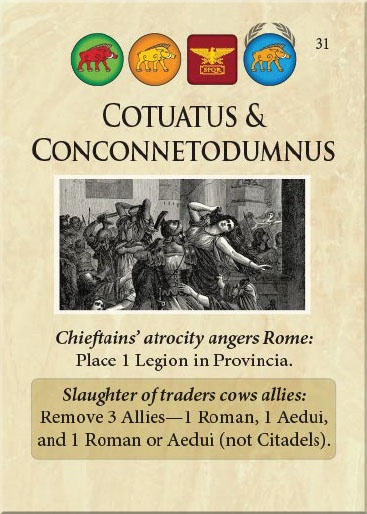 31
SPQR
COTUATUS &
CONCONNETODUMNUS
Chieftains’ atrocity angers Rome:
Place 1 Legion in Provincia.
Slaughter of traders cows allies:
Remove 3 Allies—1 Roman, 1 Aedui,
and 1 Roman or Aedui (not Citadels).